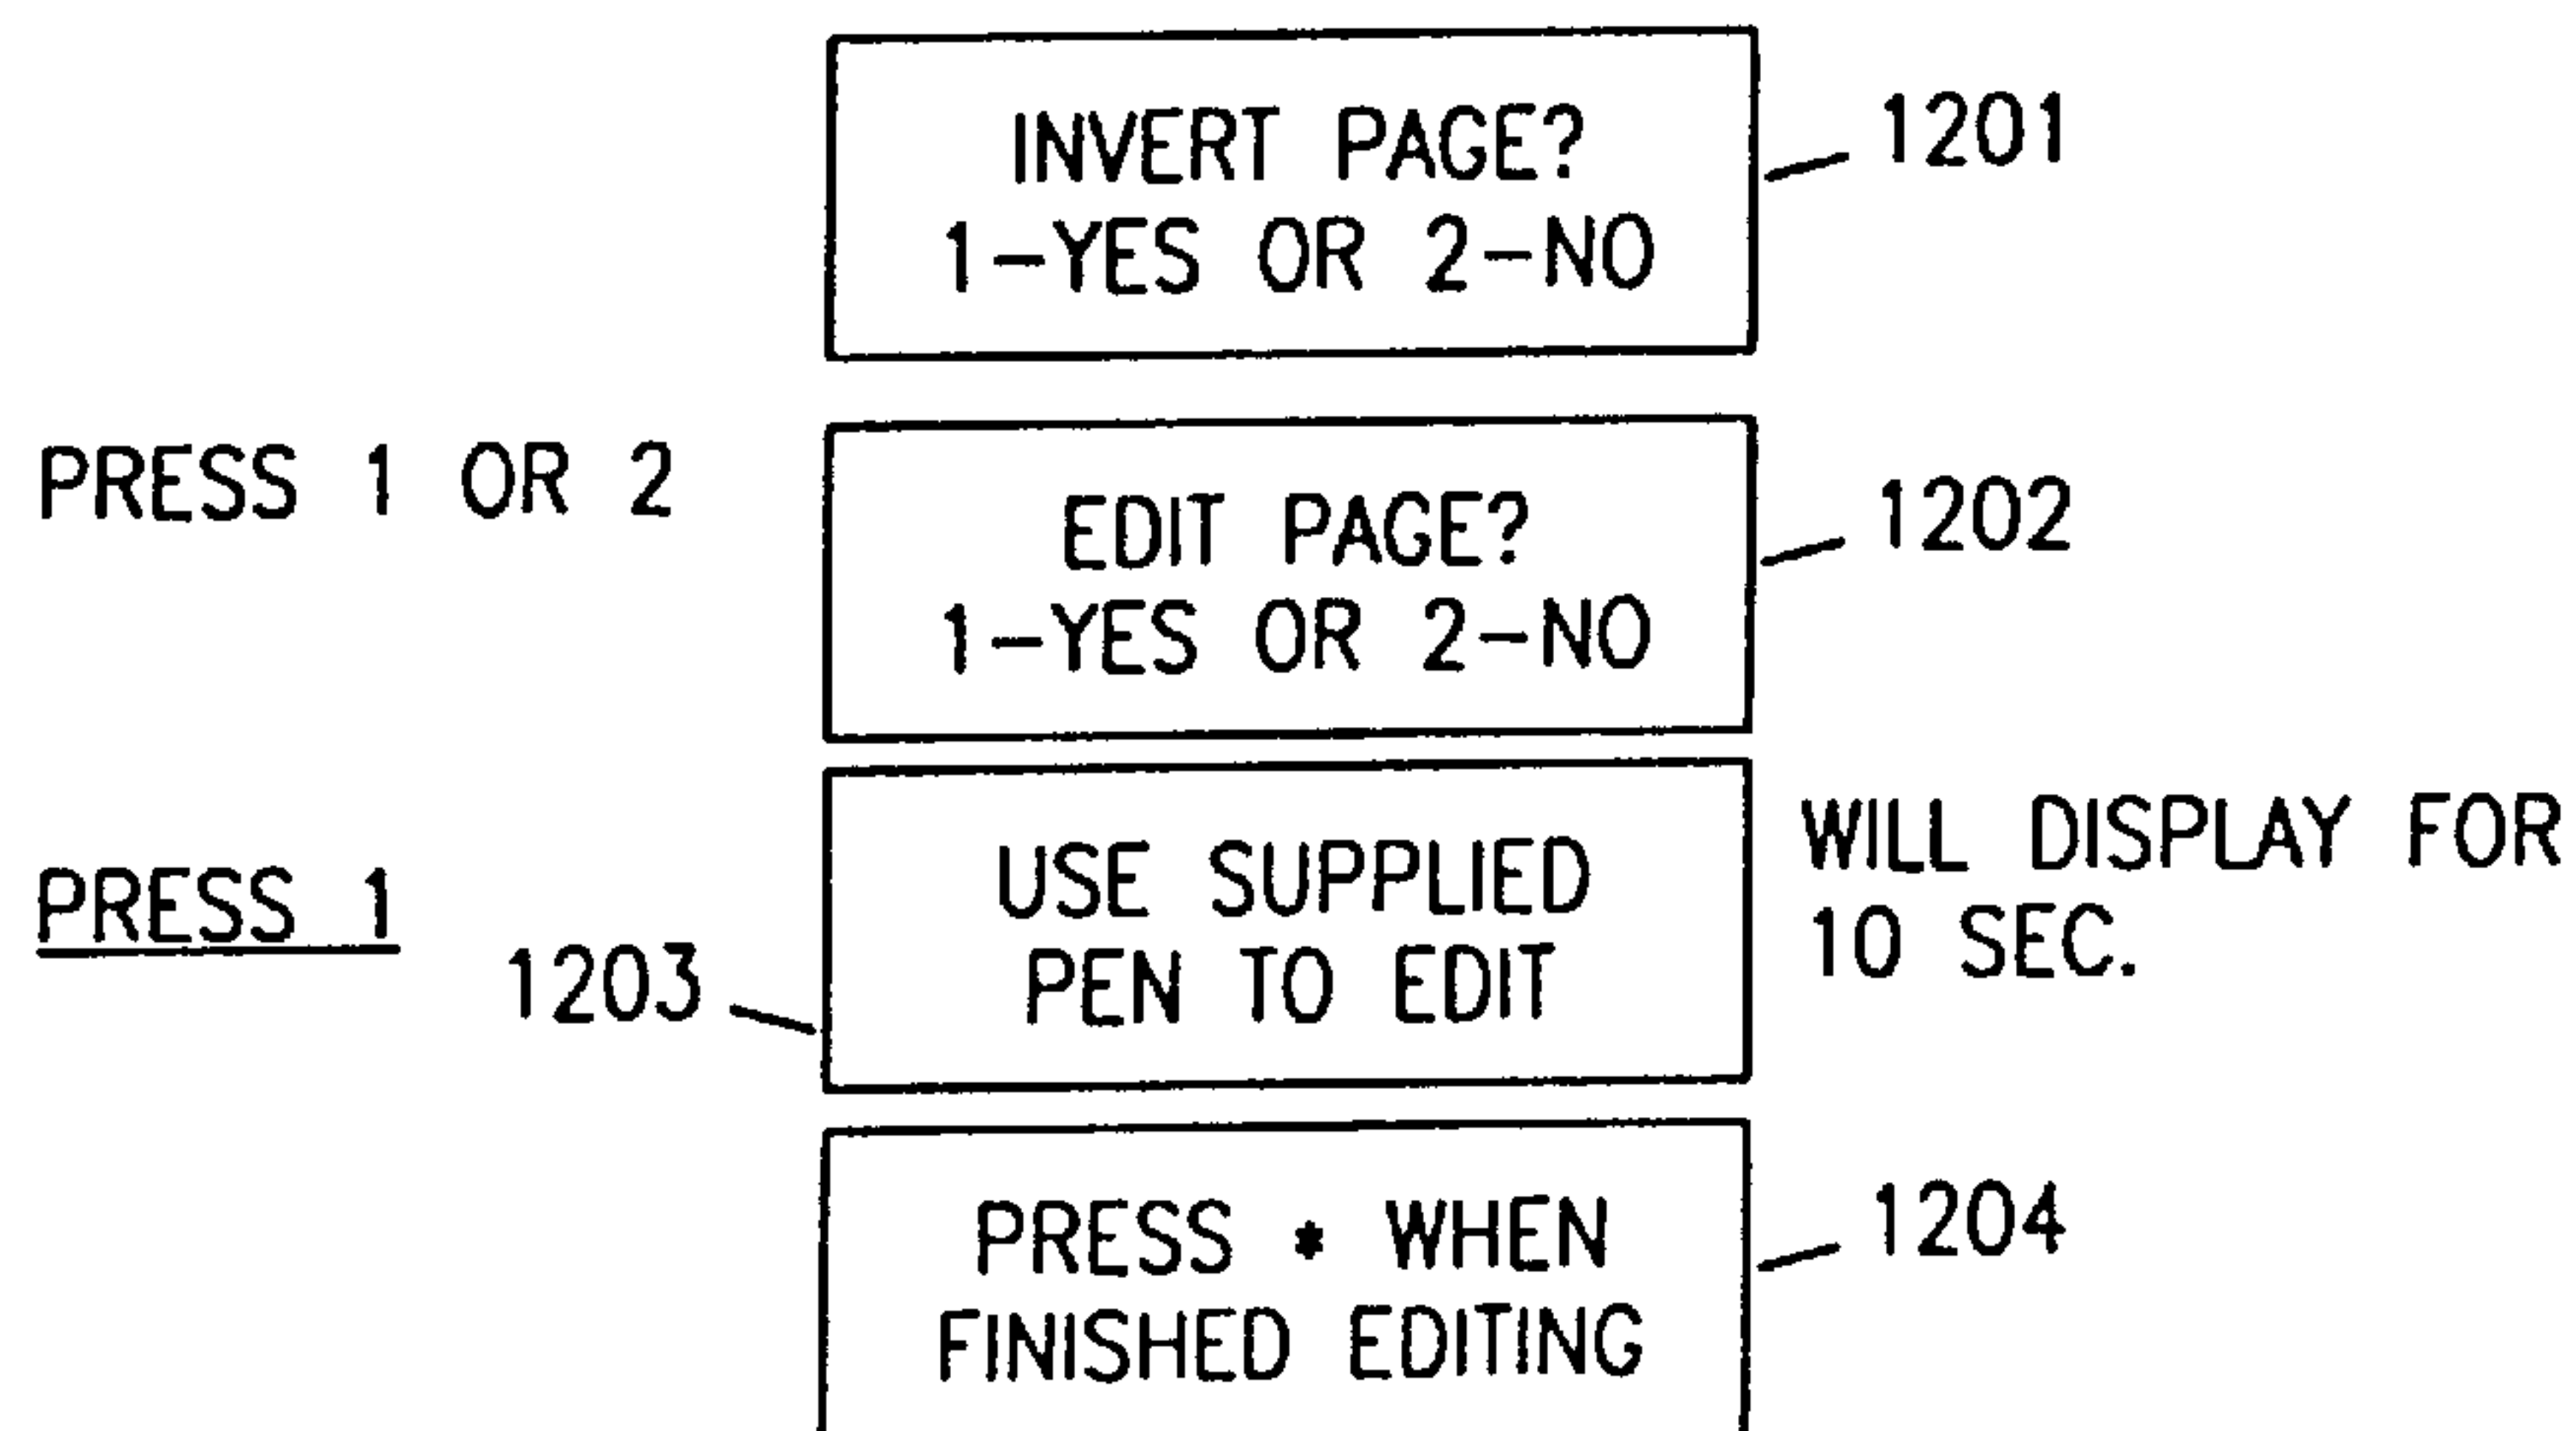 INVERT PAGE?
1-YES OR 2-NO
1201
PRESS 1 OR 2
EDIT PAGE?
1-YES OR 2-NO
1202
PRESS 1
1203
USE SUPPLIED
PEN TO EDIT
WILL DISPLAY FOR
10 SEC.
PRESS * WHEN
FINISHED EDITING
1204